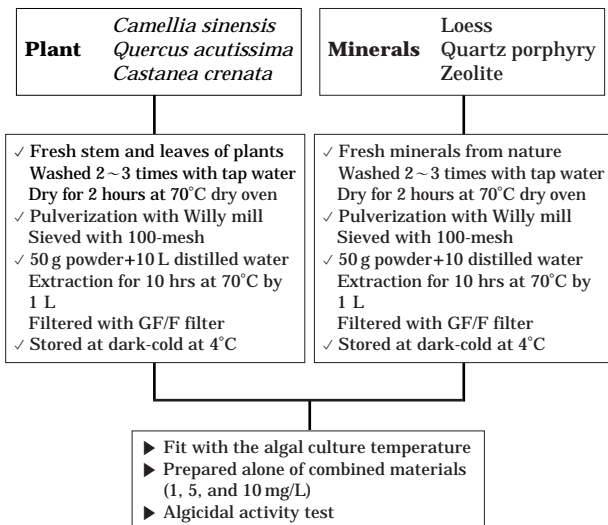 Plant
Camellia sinensis
Quercus acutissima
Castanea crenata
Minerals
Loess
Quartz porphyry
Zeolite
✓ Fresh stem and leaves of plants
Washed 2~3 times with tap water
Dry for 2 hours at 70°C dry oven
✓ Pulverization with Willy mill
Sieved with 100-mesh
✓ 50 g powder+10 L distilled water
Extraction for 10 hrs at 70°C by
1 L
Filtered with GF/F filter
✓ Stored at dark-cold at 4°C
✓ Fresh minerals from nature
Washed 2~3 times with tap water
Dry for 2 hours at 70°C dry oven
✓ Pulverization with Willy mill
Sieved with 100-mesh
✓ 50 g powder+10 distilled water
Extraction for 10 hrs at 70°C by
1 L
Filtered with GF/F filter
✓ Stored at dark-cold at 4°C
▶ Fit with the algal culture temperature
▶ Prepared alone of combined materials
(1, 5, and 10 mg/L)
▶ Algicidal activity test